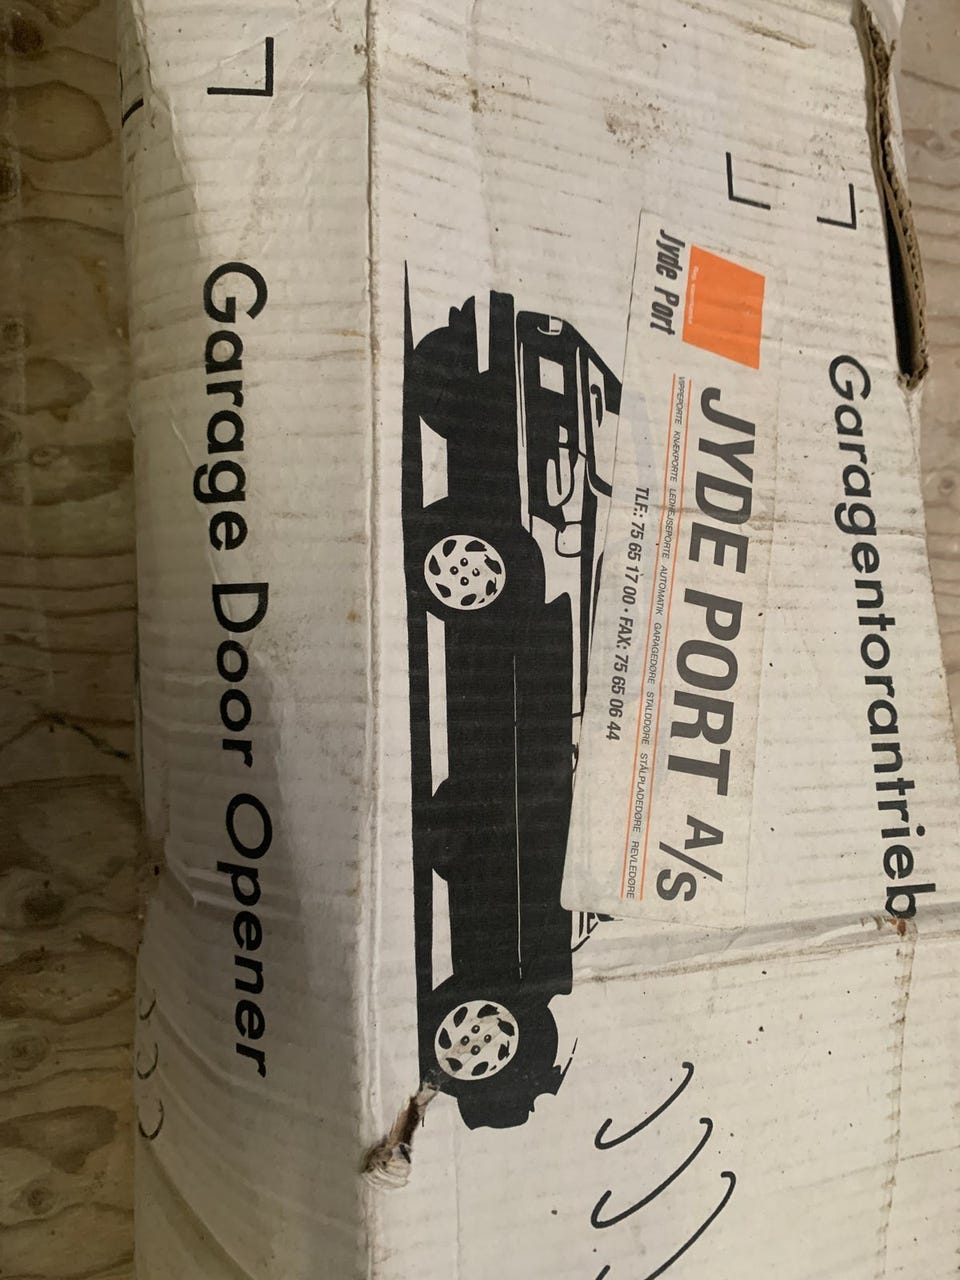 Garagentorantrieb
Jyde Port
JYDE PORT A/S
VIPPEPORTE KNÆKPORTE LEDHEJSEPORTE AUTOMATIK GARAGEDØRE STALDDØRE STÅLPLADEDØRE REVLEDØRE
TLF.: 75 65 17 00 · FAX: 75 65 06 44
Garage Door Opener